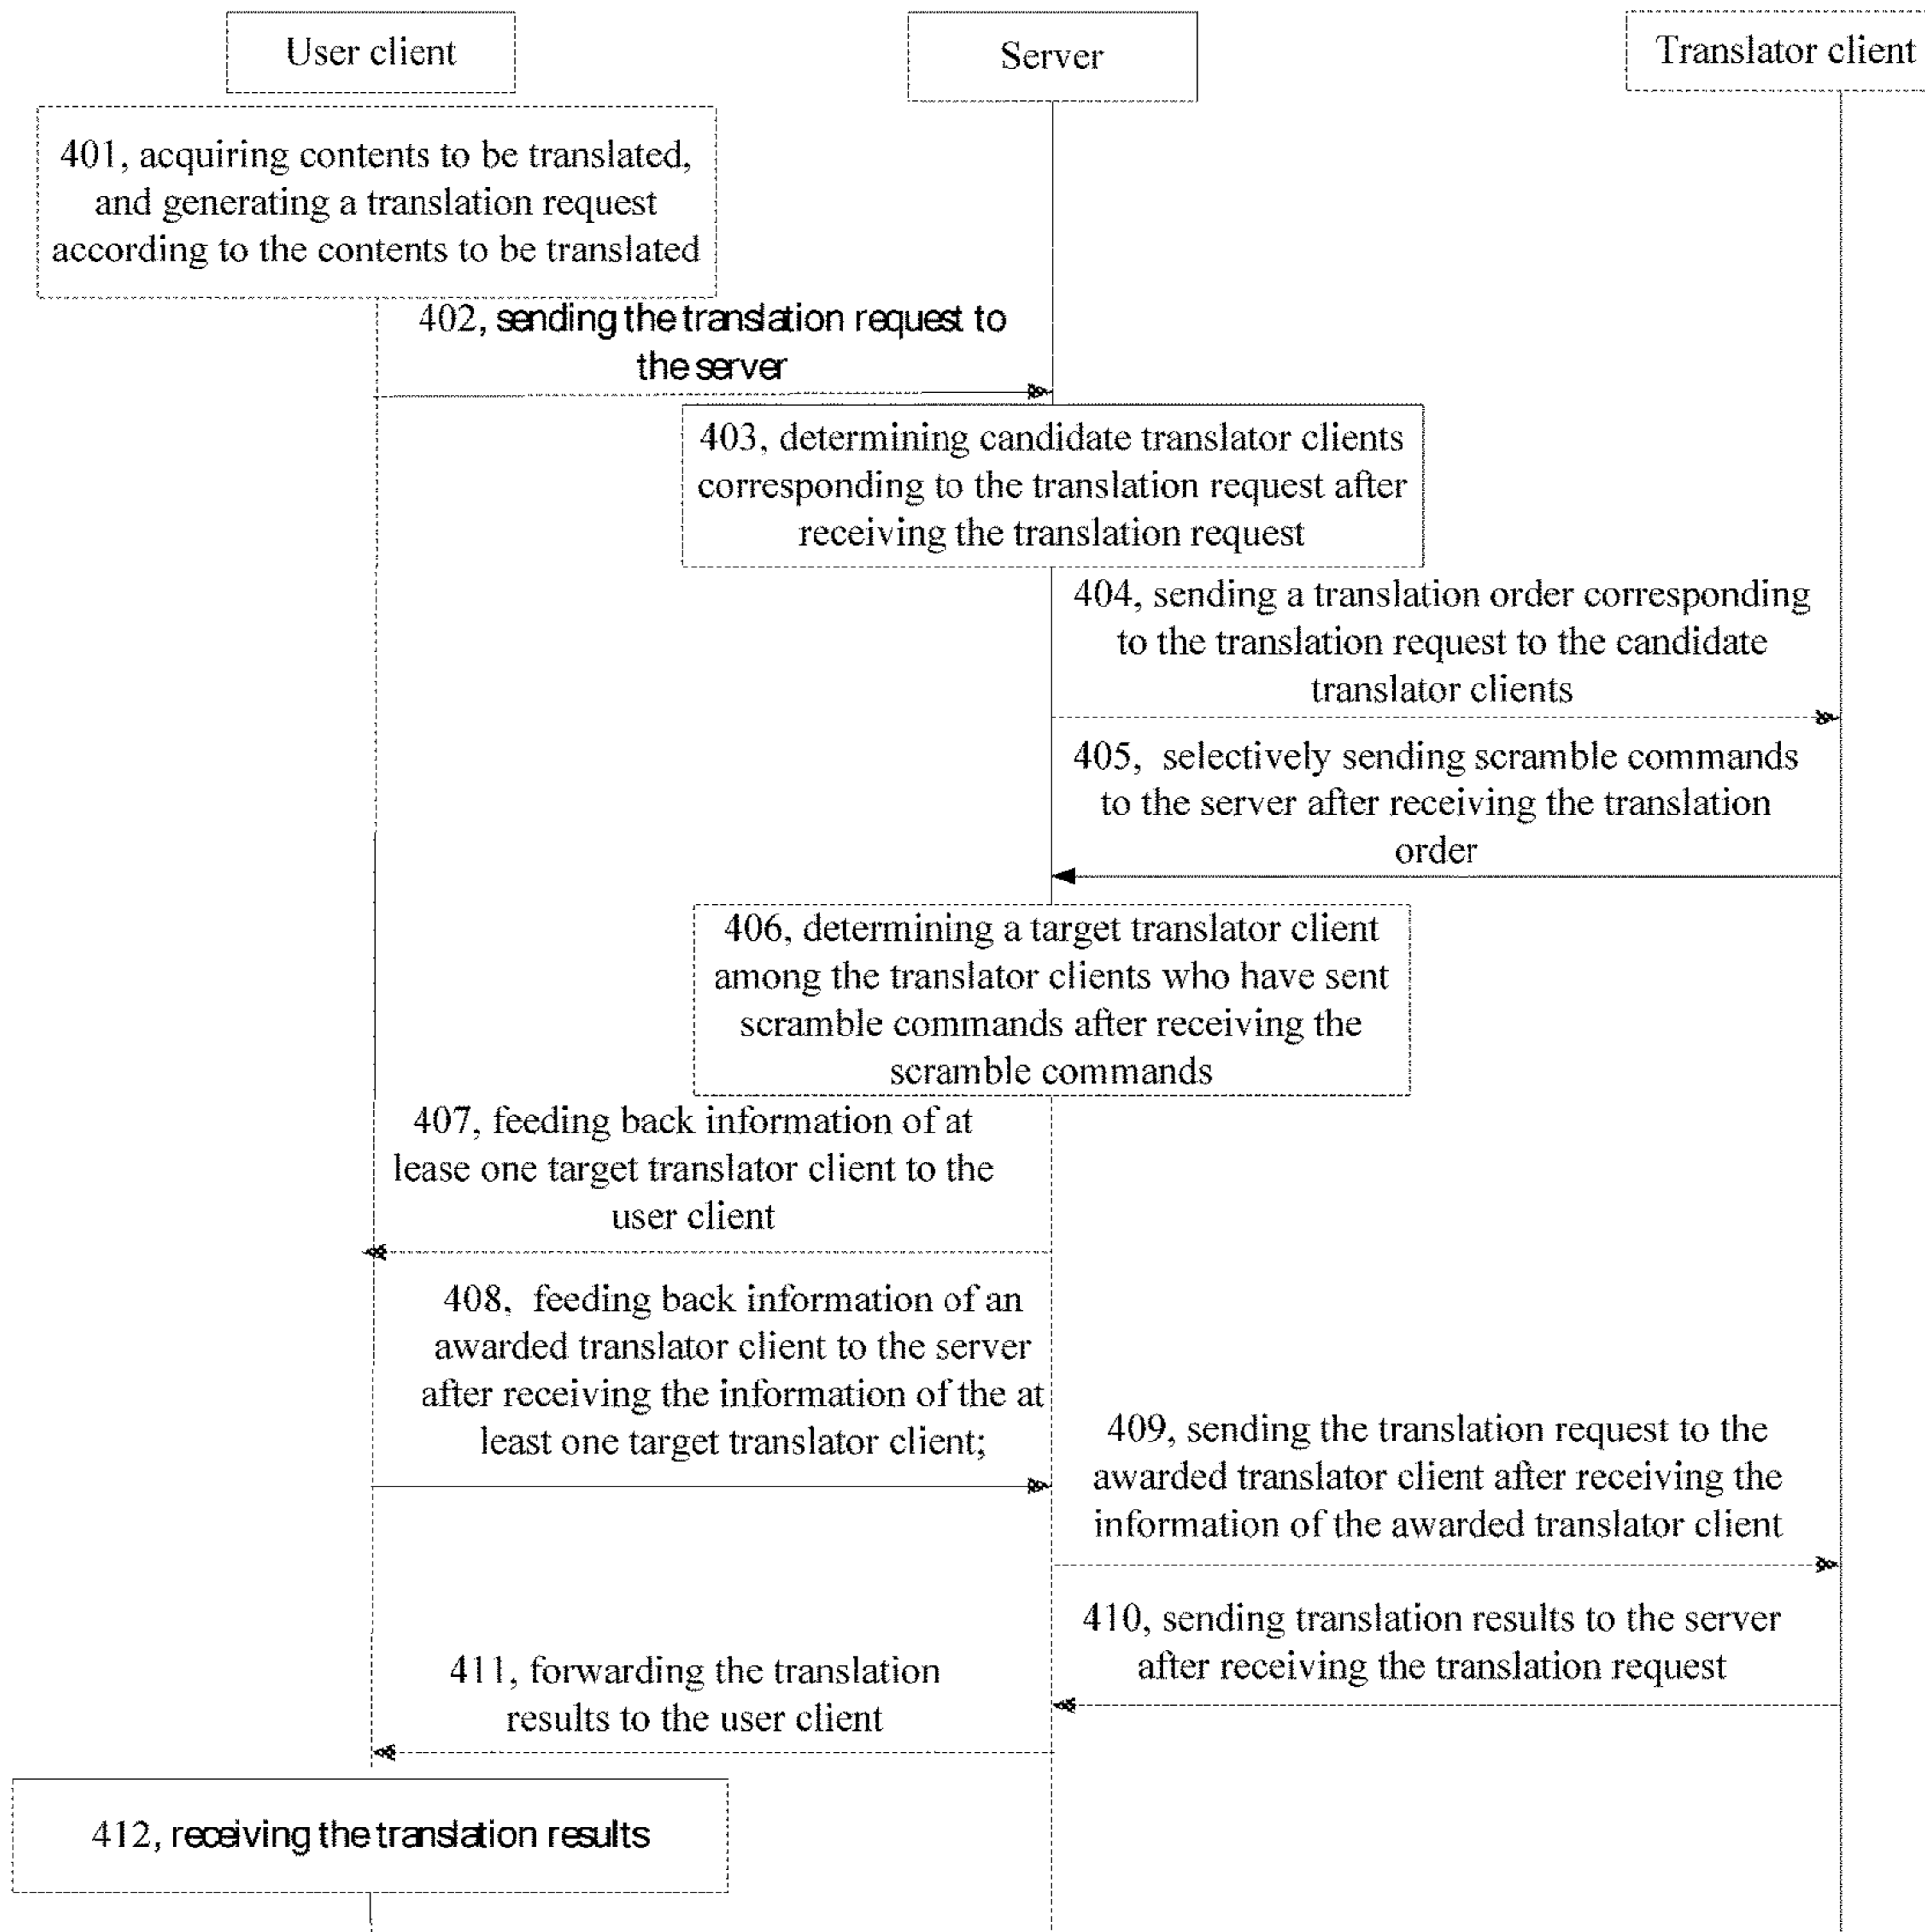 User client
Server
Translator client
401, acquiring contents to be translated,
and generating a translation request
according to the contents to be translated
402, sending the translation request to
the server
403, determining candidate translator clients
corresponding to the translation request after
receiving the translation request
404, sending a translation order corresponding
to the translation request to the candidate
translator clients
405, selectively sending scramble commands
to the server after receiving the translation
order
406, determining a target translator client
among the translator clients who have sent
scramble commands after receiving the
scramble commands
407, feeding back information of at
lease one target translator client to the
user client
408, feeding back information of an
awarded translator client to the server
after receiving the information of the at
least one target translator client;
409, sending the translation request to the
awarded translator client after receiving the
information of the awarded translator client
410, sending translation results to the server
after receiving the translation request
411, forwarding the translation
results to the user client
412, receiving the translation results